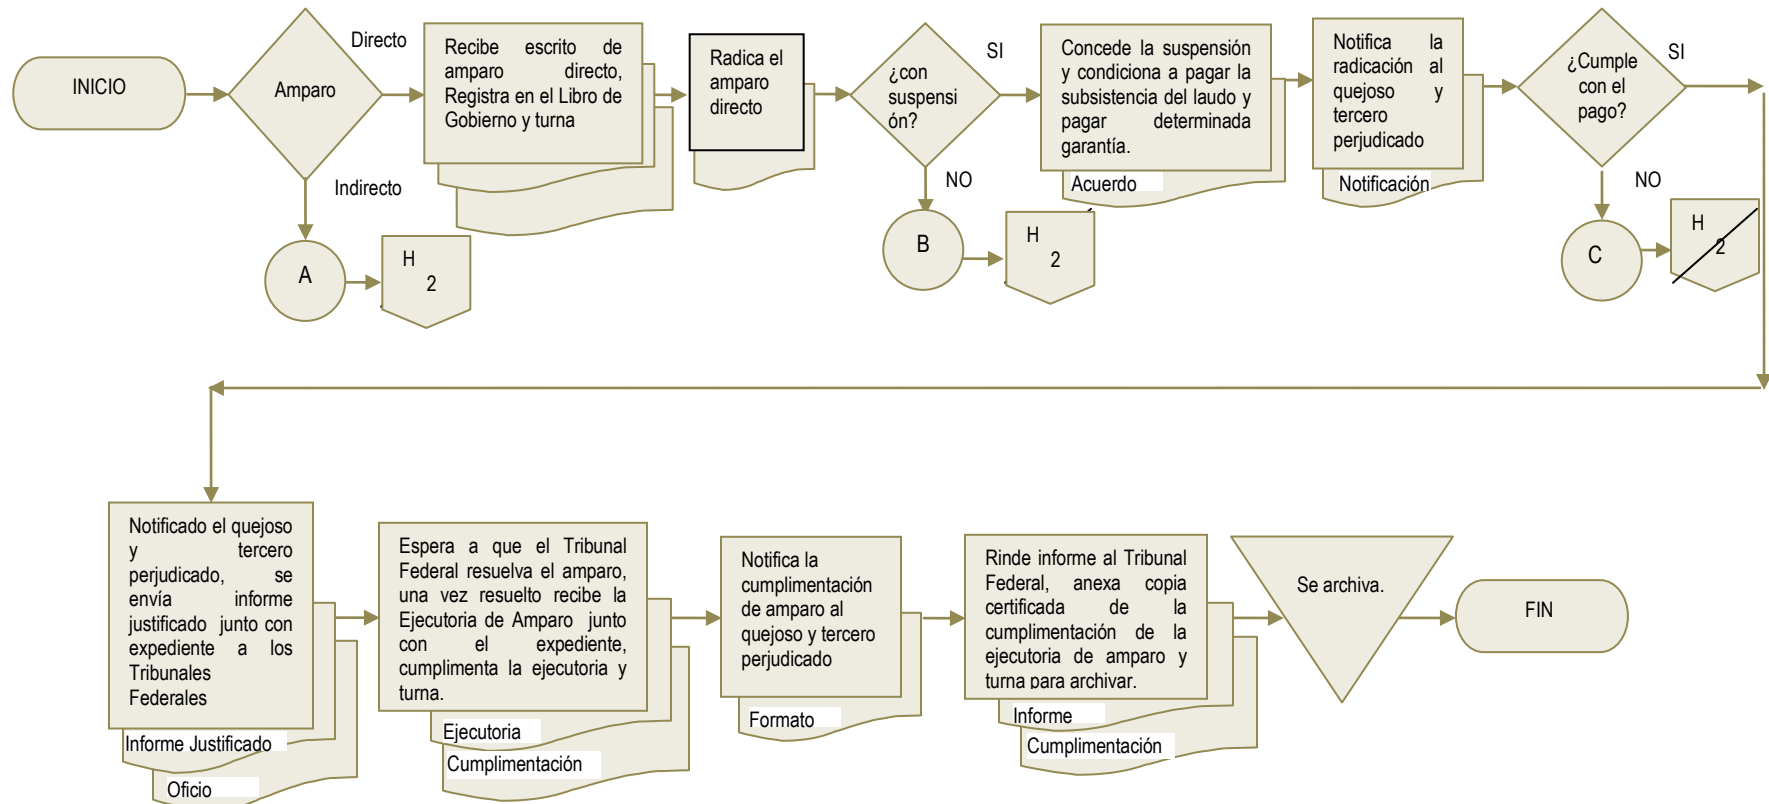 INICIO
Amparo
Directo
Indirecto
A
H
2
Recibe escrito de
amparo directo,
Registra en el Libro de
Gobierno y turna
Radica el
amparo
directo
¿con
suspensi
ón?
SI
NO
B
H
2
Concede la suspensión
y condiciona a pagar la
subsistencia del laudo y
pagar determinada
garantía.
Acuerdo
Notifica la
radicación al
quejoso y
tercero
perjudicado
Notificación
¿Cumple
con el
pago?
SI
NO
C
H
2
Notificado el quejoso
y tercero
perjudicado, se
envía informe
justificado junto con
expediente a los
Tribunales
Federales
Informe Justificado
Oficio
Espera a que el Tribunal
Federal resuelva el amparo,
una vez resuelto recibe la
Ejecutoria de Amparo junto
con el expediente,
cumplimenta la ejecutoria y
turna.
Ejecutoria
Cumplimentación
Notifica la
cumplimentación
de amparo al
quejoso y tercero
perjudicado
Formato
Rinde informe al Tribunal
Federal, anexa copia
certificada de la
cumplimentación de la
ejecutoria de amparo y
turna para archivar.
Informe
Cumplimentación
Se archiva.
FIN